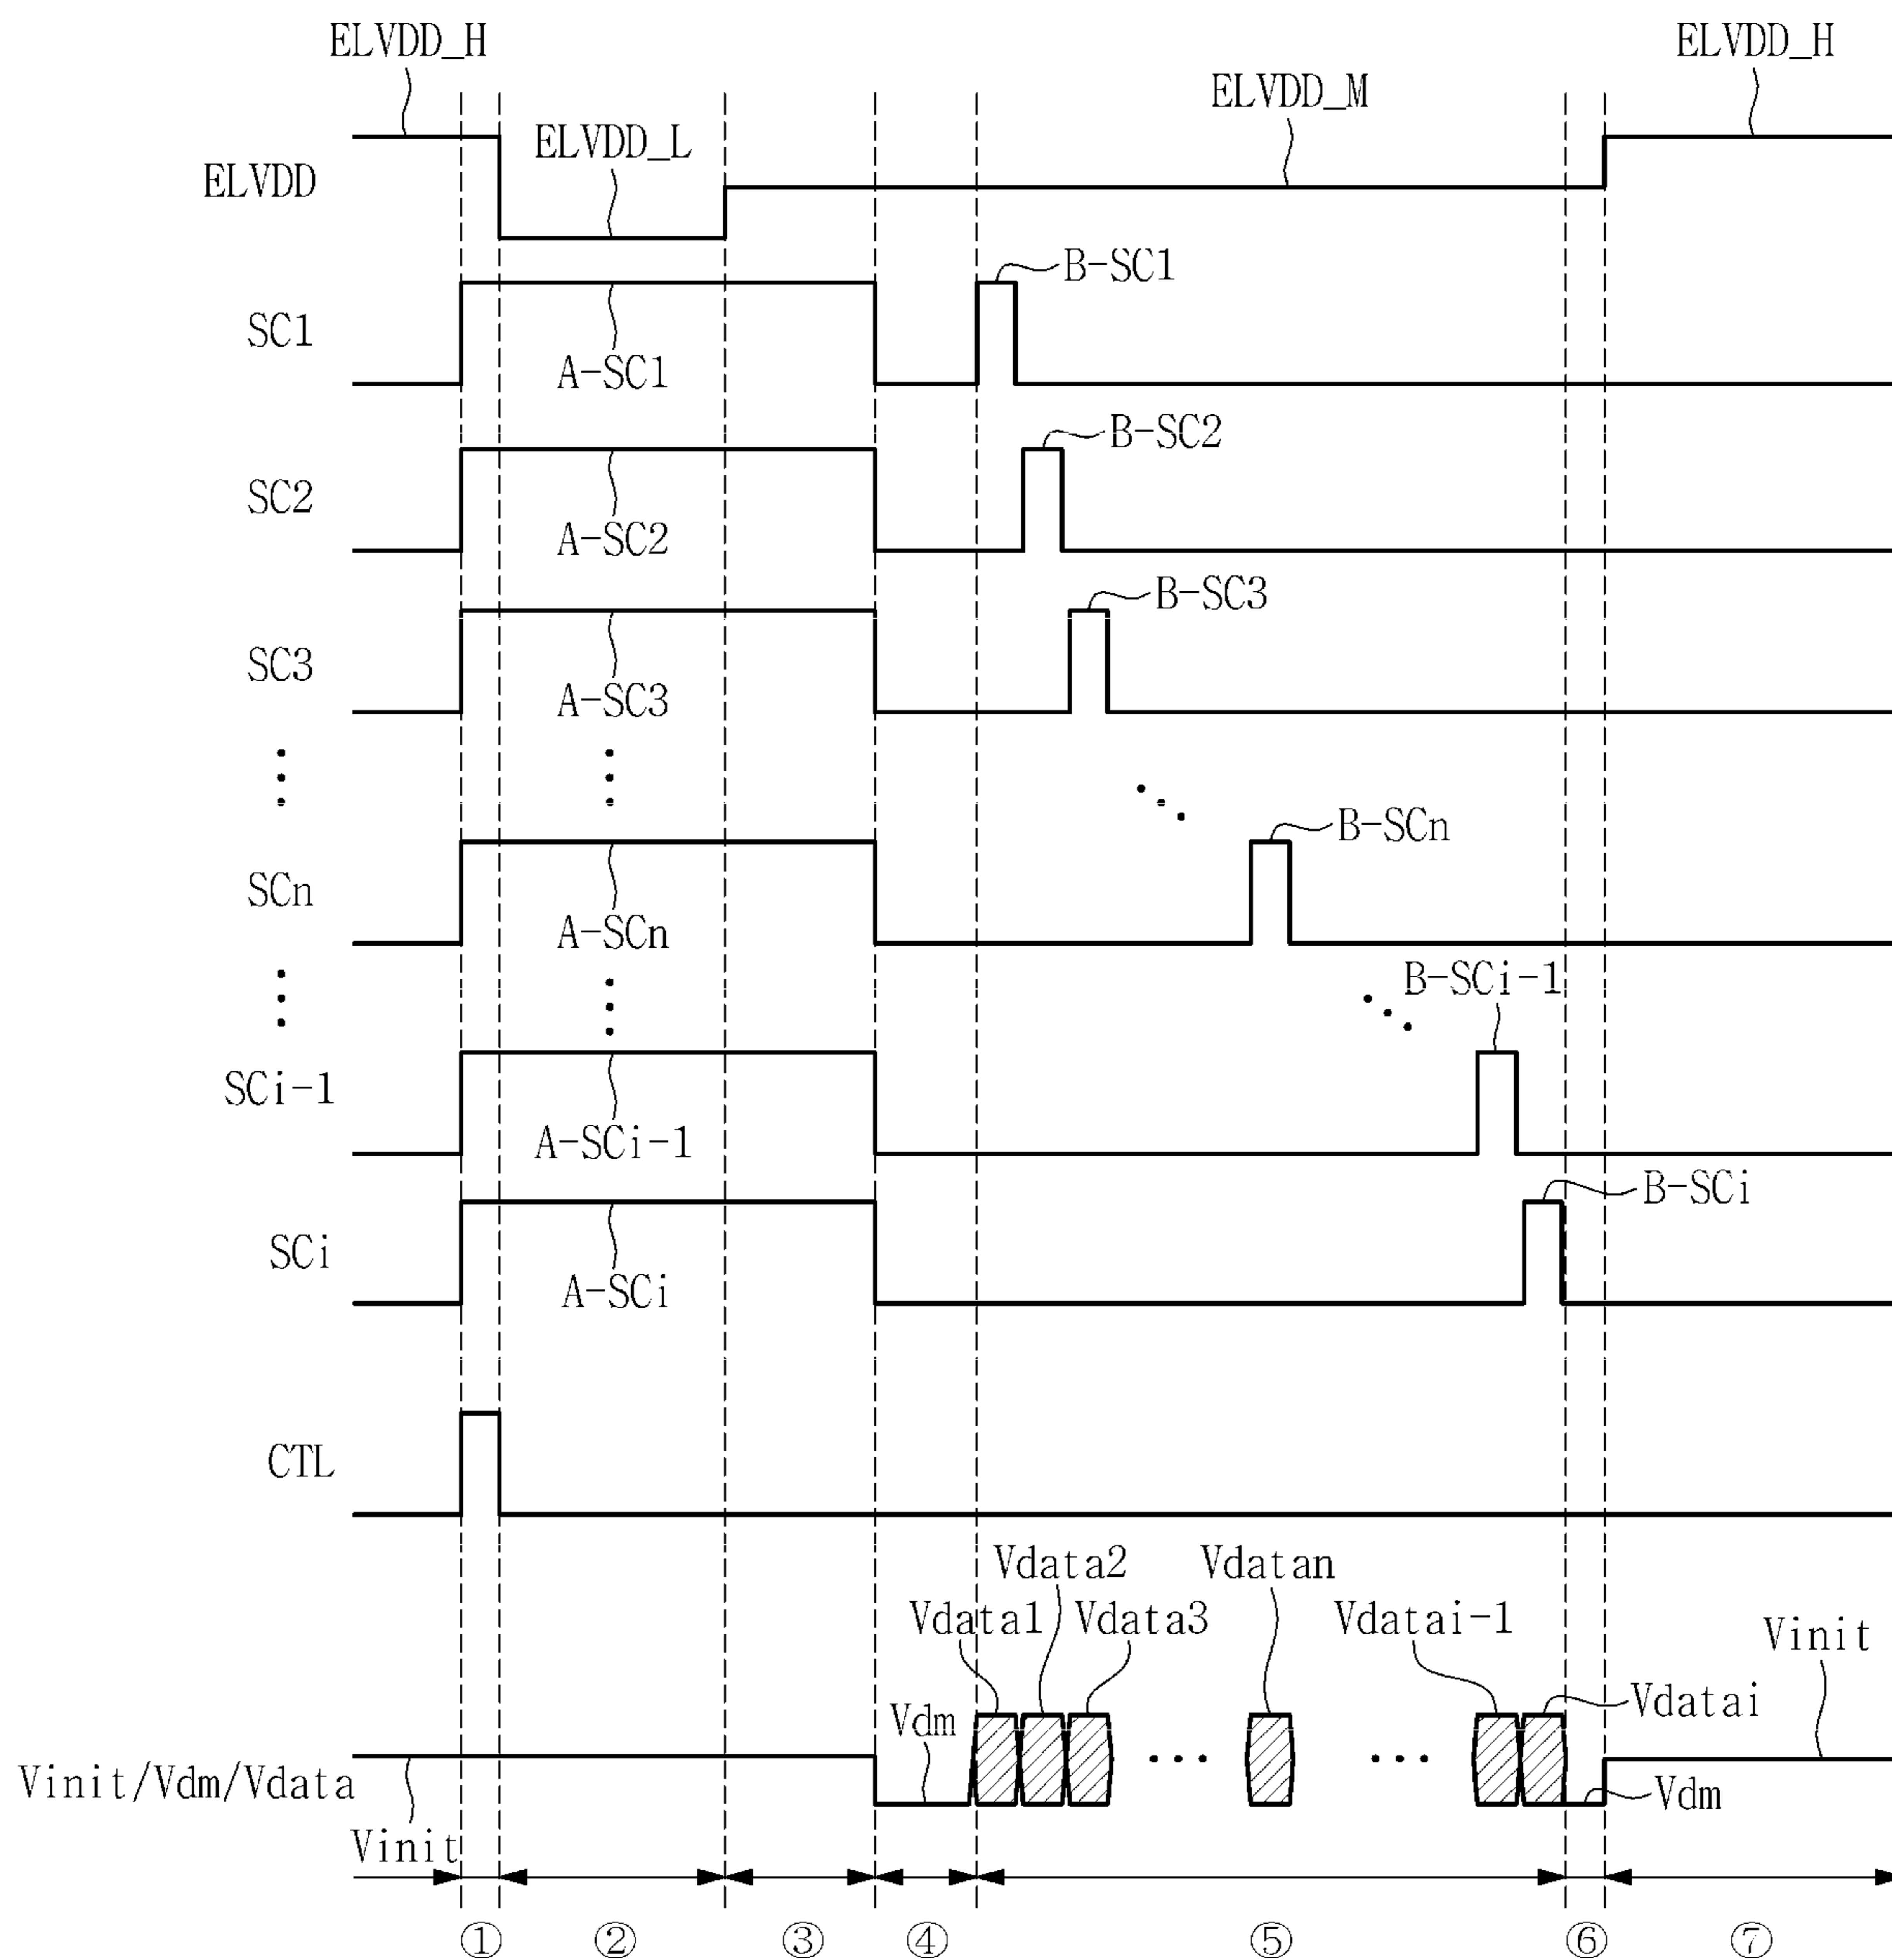 ELVDD_H
ELVDD_H
ELVDD_M
ELVDD_L
ELVDD
B-SC1
SC1
A-SC1
B-SC2
SC2
A-SC2
B-SC3
SC3
A-SC3
B-SCn
SCn
A-SCn
B-SCi-1
SCi-1
A-SCi-1
B-SCi
SCi
A-SCi
CTL
Vdata2
Vdatan
Vdata1
Vdata3
Vdatai-1
Vinit
Vdm
Vdatai
Vinit/Vdm/Vdata
Vdm
Vinit
① ② ③ ④ ⑤ ⑥ ⑦